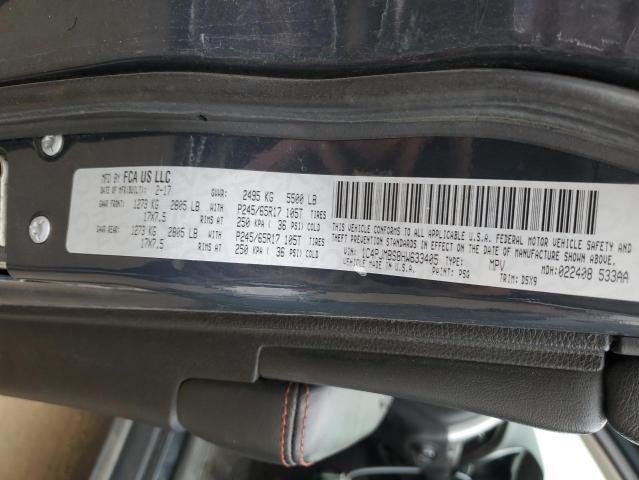 MFD BY FCA US LLC
DATE OF MFR(BUILT): 2-17 GVWR: 2495 KG 5500 LB
GAWR FRONT: 1273 KG 2805 LB WITH P245/65R17 105T TIRES
17X7.5 RIMS AT 250 KPA ( 36 PSI) COLD
GAWR REAR: 1273 KG 2805 LB WITH P245/65R17 105T TIRES
17X7.5 RIMS AT 250 KPA ( 36 PSI) COLD
THIS VEHICLE CONFORMS TO ALL APPLICABLE U.S.A. FEDERAL MOTOR VEHICLE SAFETY AND
THEFT PREVENTION STANDARDS IN EFFECT ON THE DATE OF MANUFACTURE SHOWN ABOVE.
VIN: TYPE: MPV MDH: 022408 533AA
VEHICLE MADE IN U.S.A. PAINT: PSQ TRIM: D5X9